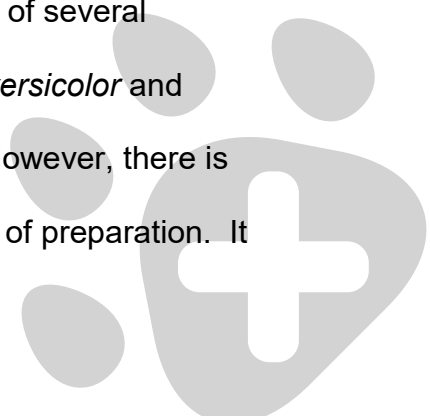 of several
ersicolor and
owever, there is
of preparation.  It